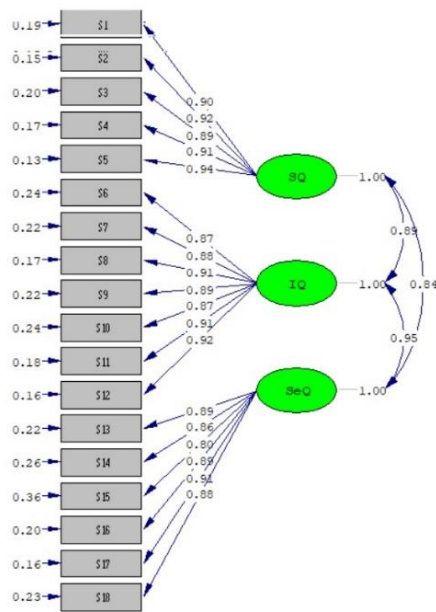 0.19 S1
0.15 S2
0.20 S3
0.17 S4
0.13 S5
0.24 S6
0.22 S7
0.17 S8
0.22 S9
0.24 S10
0.18 S11
0.16 S12
0.22 S13
0.26 S14
0.36 S15
0.20 S16
0.16 S17
0.23 S18
0.90
0.92
0.89
0.91
0.94
0.87
0.88
0.91
0.89
0.87
0.91
0.92
0.89
0.86
0.80
0.89
0.91
0.88
SQ 1.00
IQ 1.00
SeQ 1.00
0.89
0.84
0.95